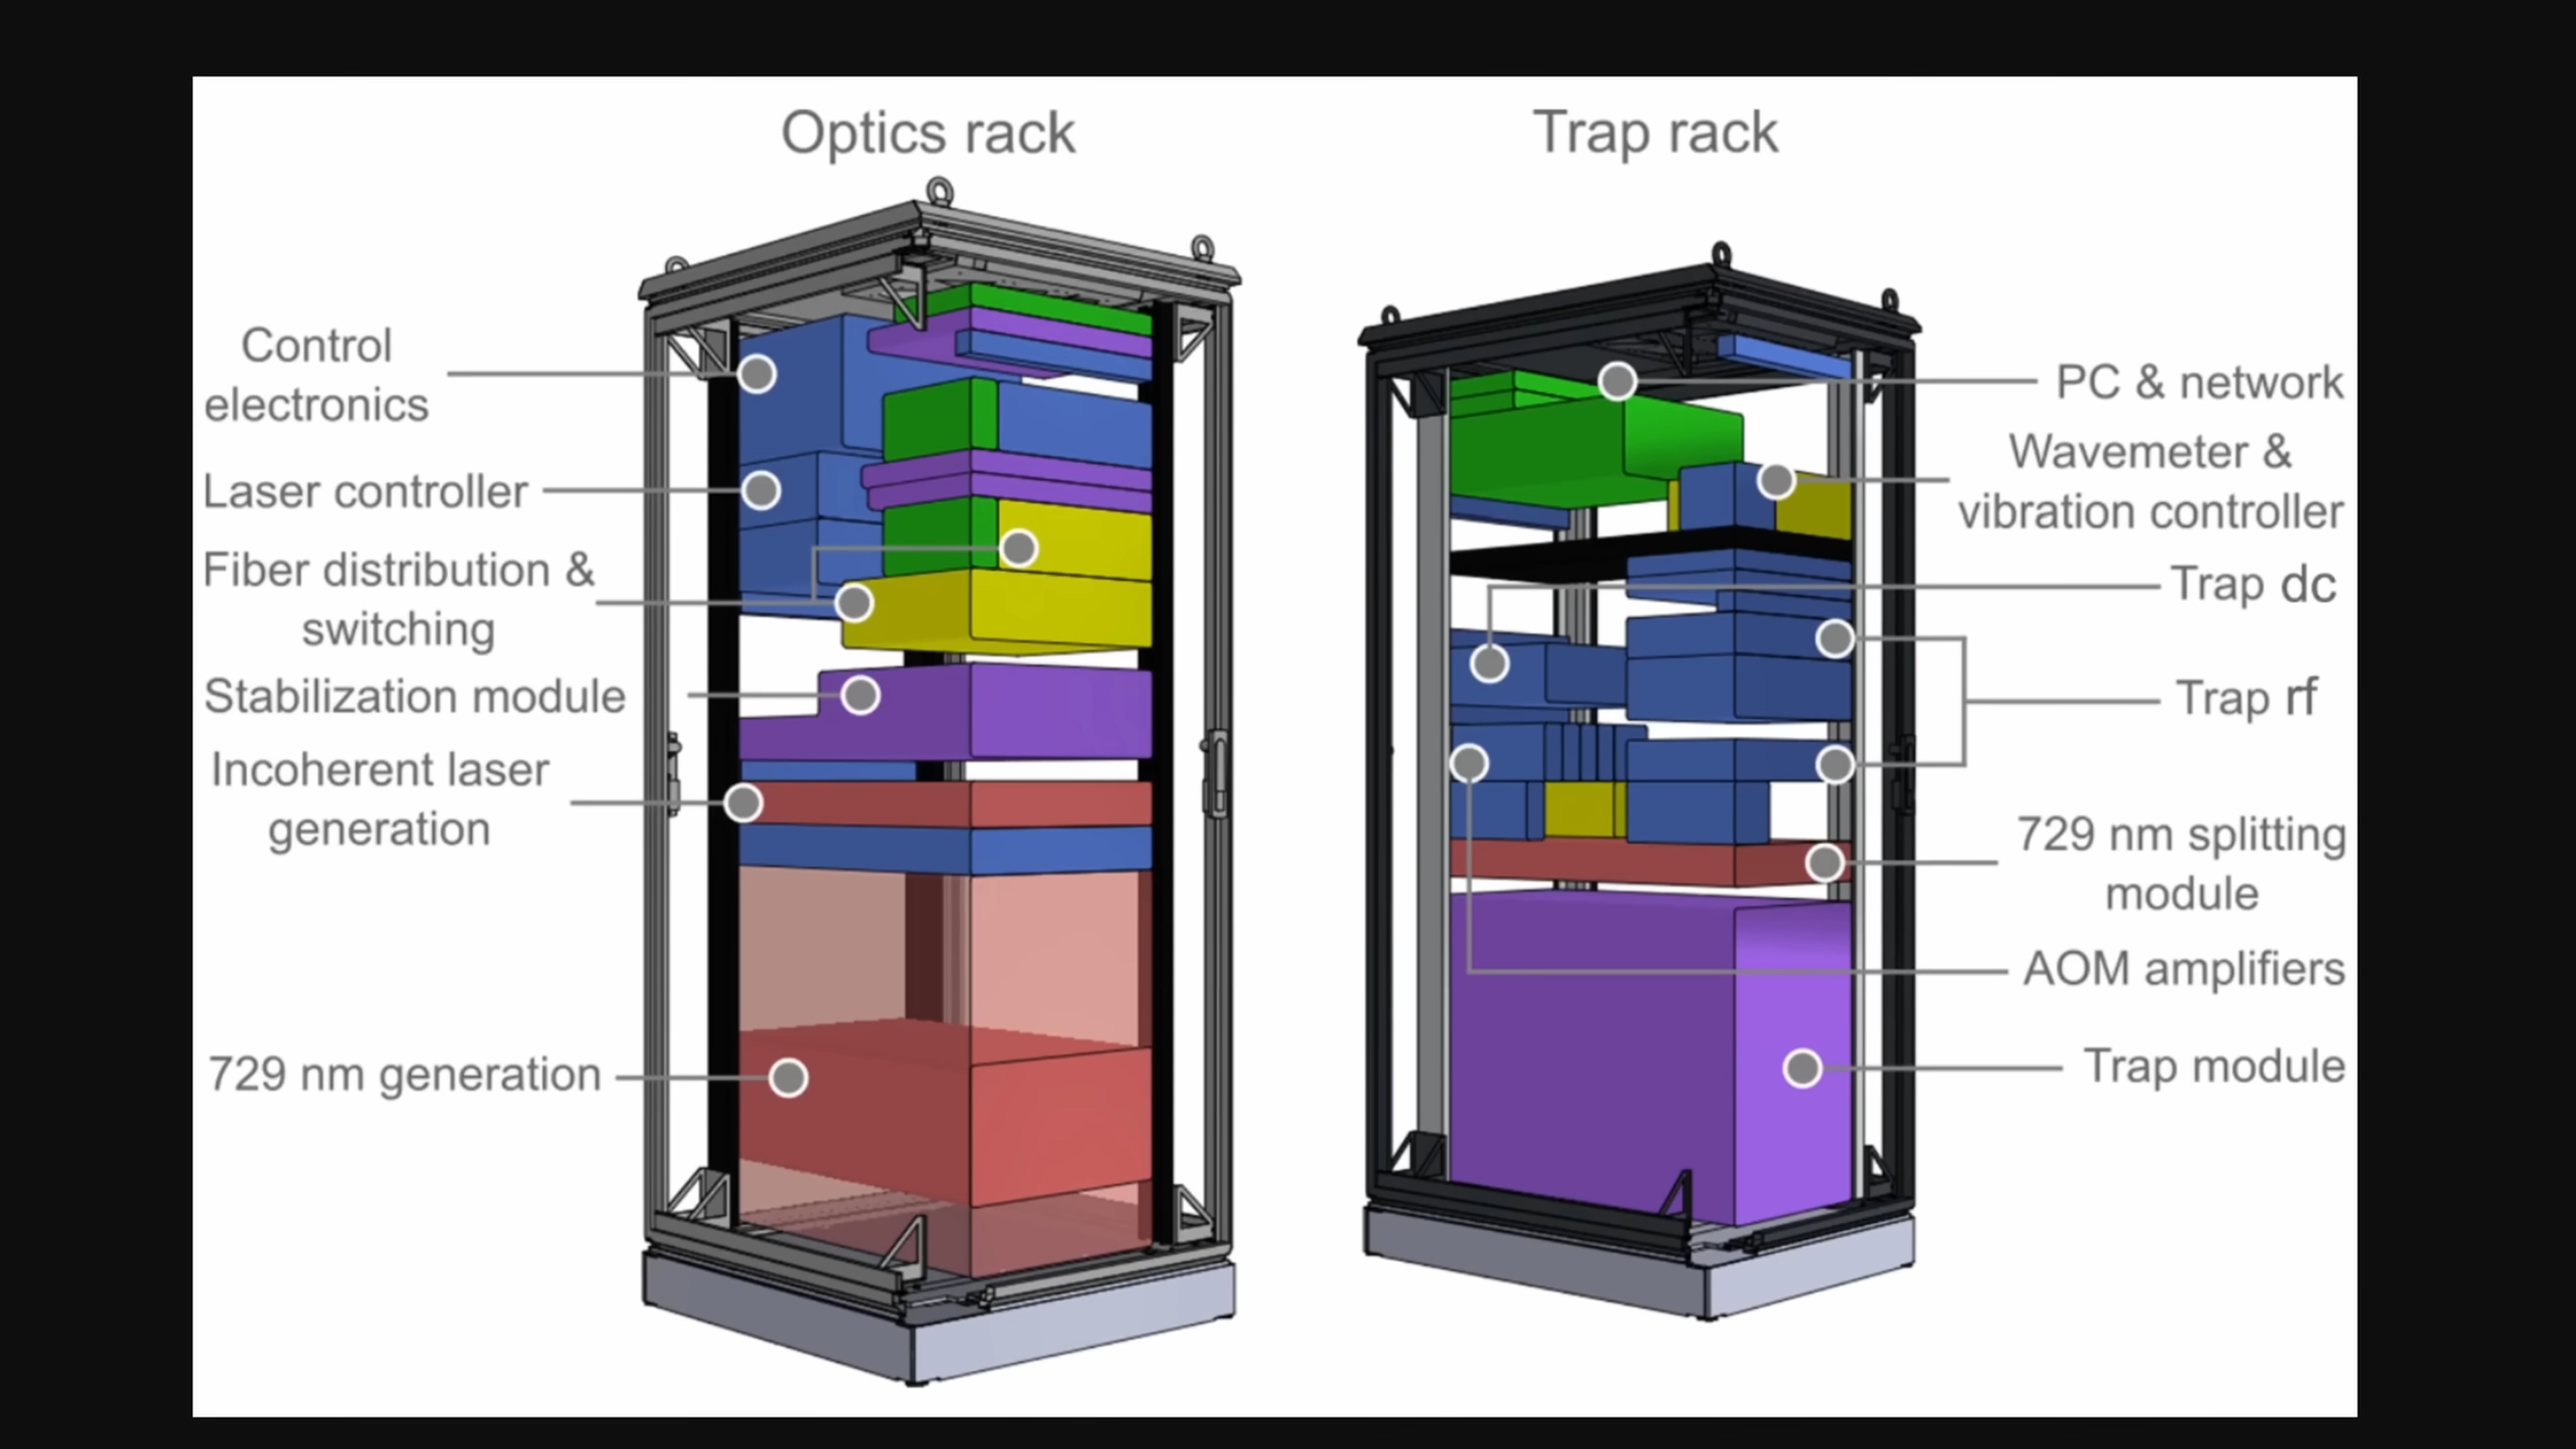 Optics rack
Trap rack
Control
electronics
Laser controller
Fiber distribution &
switching
Stabilization module
Incoherent laser
generation
729 nm generation
PC & network
Wavemeter &
vibration controller
Trap dc
Trap rf
729 nm splitting
module
AOM amplifiers
Trap module